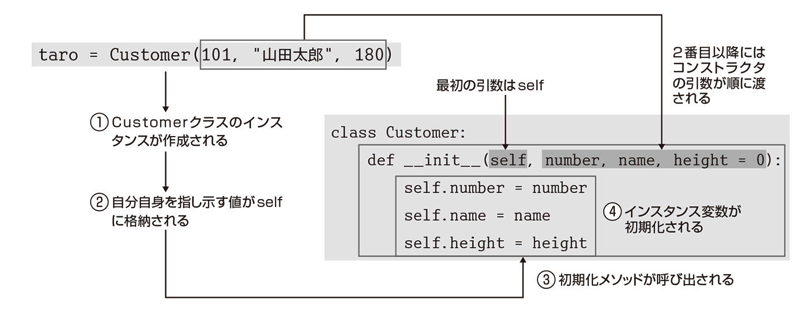 taro = Customer(101, "山田太郎", 180)
①Customerクラスのインス
タンスが作成される
②自分自身を指し示す値がself
に格納される
最初の引数はself
2番目以降には
コンストラクタ
の引数が順に渡
される
class Customer:
def __init__(self, number, name, height = 0):
self.number = number
self.name = name
self.height = height
④インスタンス変数が
初期化される
③初期化メソッドが呼び出される